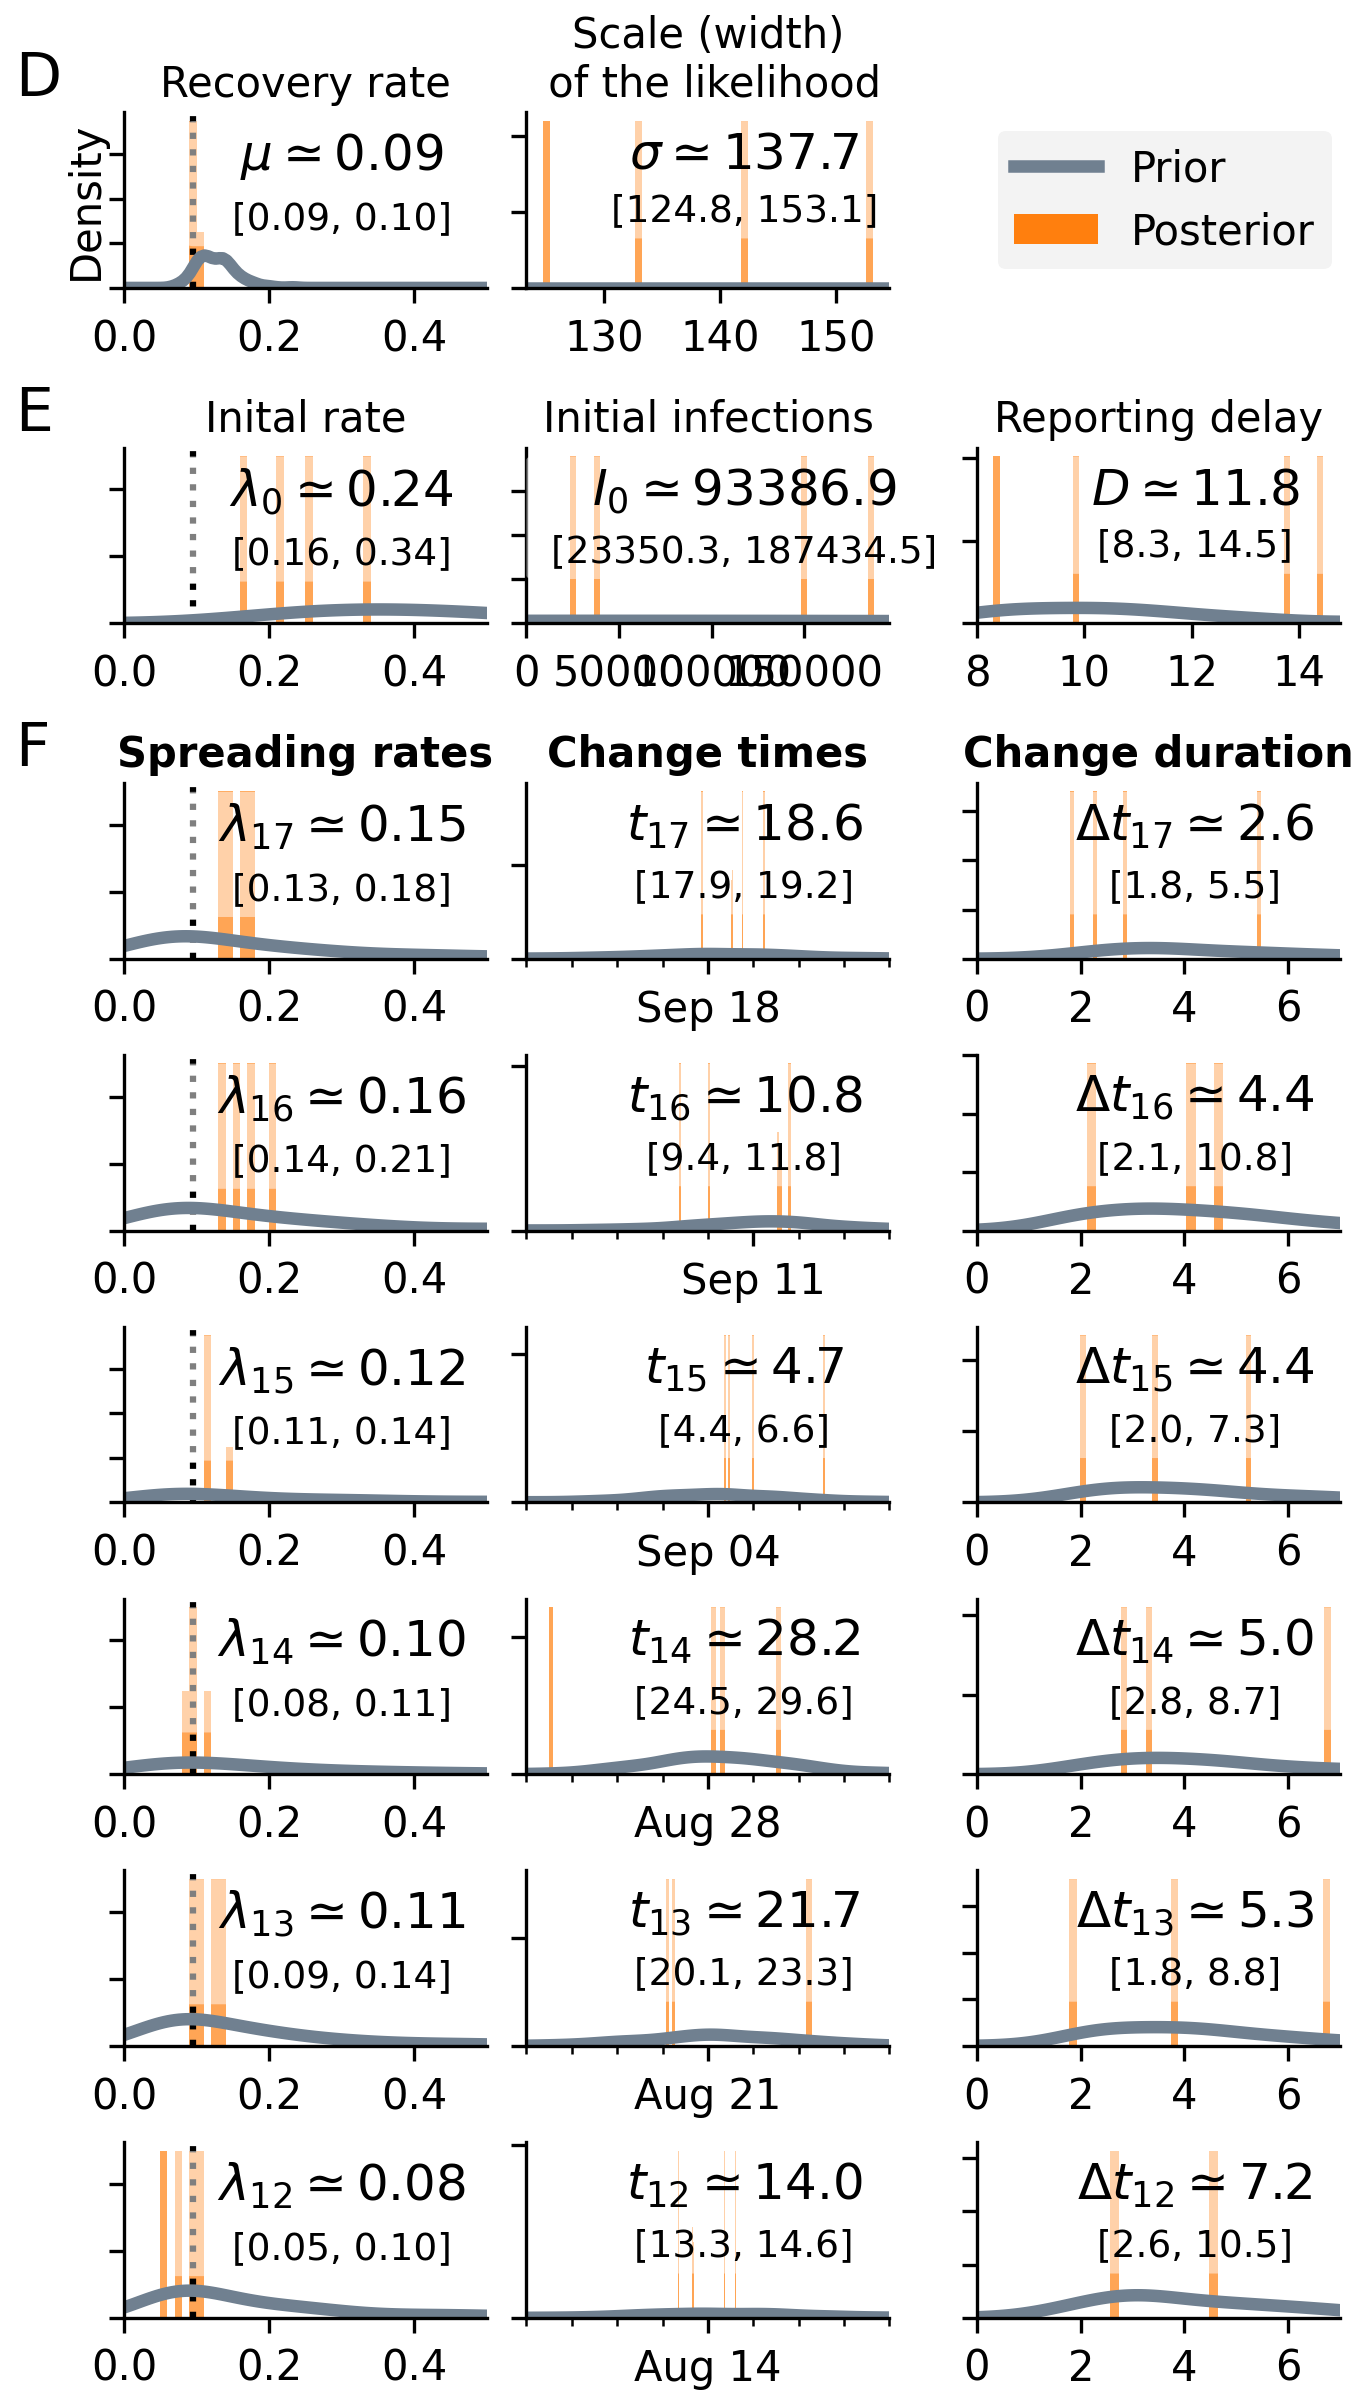 D
Recovery rate
Scale (width)
of the likelihood
Density
μ ≃ 0.09
[0.09, 0.10]
σ ≃ 137.7
[124.8, 153.1]
Prior
Posterior
0.0 0.2 0.4
130 140 150
E
Inital rate
Initial infections
Reporting delay
λ0 ≃ 0.24
[0.16, 0.34]
I0 ≃ 93386.9
[23350.3, 187434.5]
D ≃ 11.8
[8.3, 14.5]
0.0 0.2 0.4
0 50000 100000 150000
8 10 12 14
F
Spreading rates
Change times
Change duration
λ17 ≃ 0.15
[0.13, 0.18]
t17 ≃ 18.6
[17.9, 19.2]
Δt17 ≃ 2.6
[1.8, 5.5]
0.0 0.2 0.4
Sep 18
0 2 4 6
λ16 ≃ 0.16
[0.14, 0.21]
t16 ≃ 10.8
[9.4, 11.8]
Δt16 ≃ 4.4
[2.1, 10.8]
0.0 0.2 0.4
Sep 11
0 2 4 6
λ15 ≃ 0.12
[0.11, 0.14]
t15 ≃ 4.7
[4.4, 6.6]
Δt15 ≃ 4.4
[2.0, 7.3]
0.0 0.2 0.4
Sep 04
0 2 4 6
λ14 ≃ 0.10
[0.08, 0.11]
t14 ≃ 28.2
[24.5, 29.6]
Δt14 ≃ 5.0
[2.8, 8.7]
0.0 0.2 0.4
Aug 28
0 2 4 6
λ13 ≃ 0.11
[0.09, 0.14]
t13 ≃ 21.7
[20.1, 23.3]
Δt13 ≃ 5.3
[1.8, 8.8]
0.0 0.2 0.4
Aug 21
0 2 4 6
λ12 ≃ 0.08
[0.05, 0.10]
t12 ≃ 14.0
[13.3, 14.6]
Δt12 ≃ 7.2
[2.6, 10.5]
0.0 0.2 0.4
Aug 14
0 2 4 6